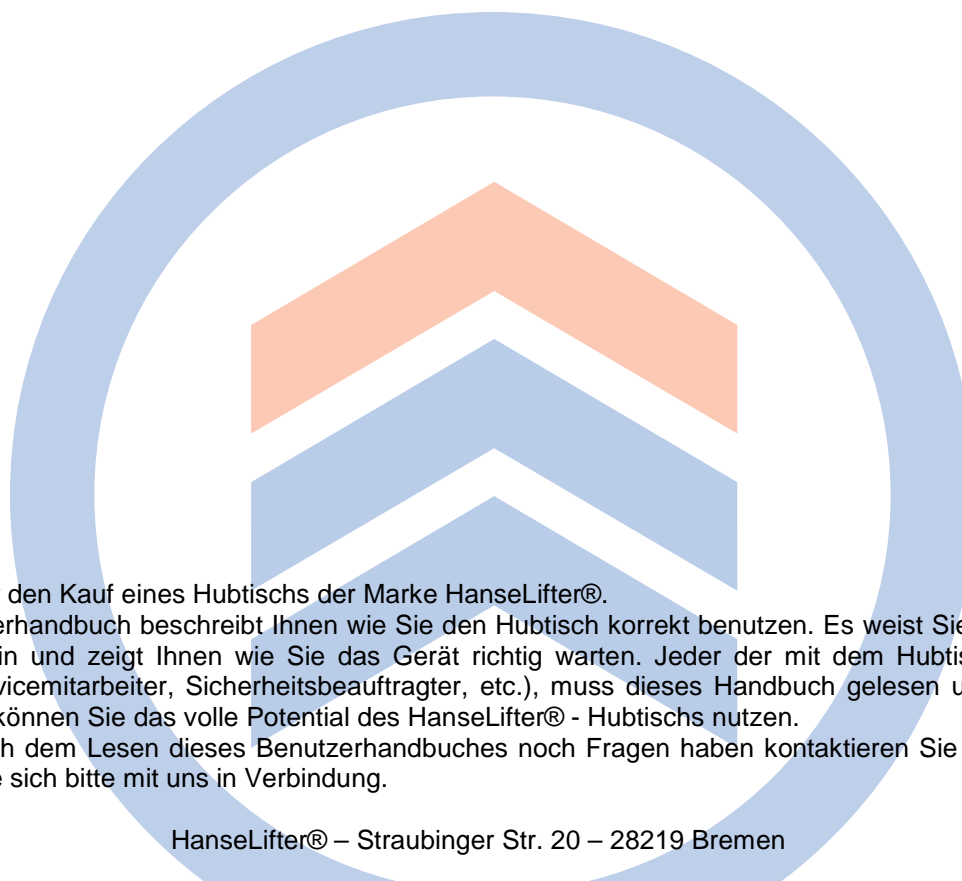 den Kauf eines Hubtischs der Marke HanseLifter®.
erhandbuch beschreibt Ihnen wie Sie den Hubtisch korrekt benutzen. Es weist Sie
in und zeigt Ihnen wie Sie das Gerät richtig warten. Jeder der mit dem Hubtis
vicemitarbeiter, Sicherheitsbeauftragter, etc.), muss dieses Handbuch gelesen u
können Sie das volle Potential des HanseLifter® - Hubtischs nutzen.
h dem Lesen dieses Benutzerhandbuches noch Fragen haben kontaktieren Sie
e sich bitte mit uns in Verbindung.
HanseLifter® – Straubinger Str. 20 – 28219 Bremen